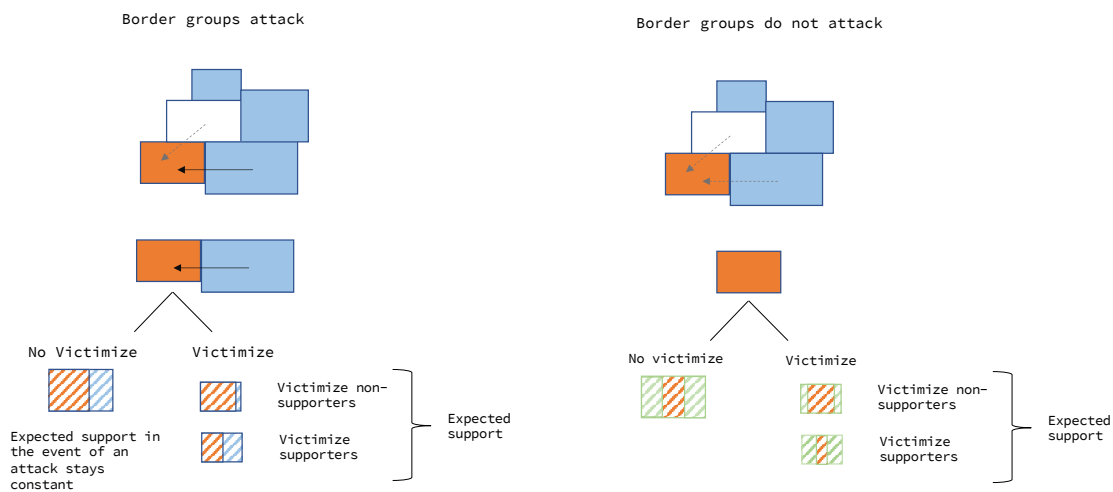 Border groups attack
Border groups do not attack
No Victimize
Victimize
Victimize non-
supporters
Victimize
supporters
Expected
support
Expected support in
the event of an
attack stays
constant
No victimize
Victimize
Victimize non-
supporters
Victimize
supporters
Expected
support